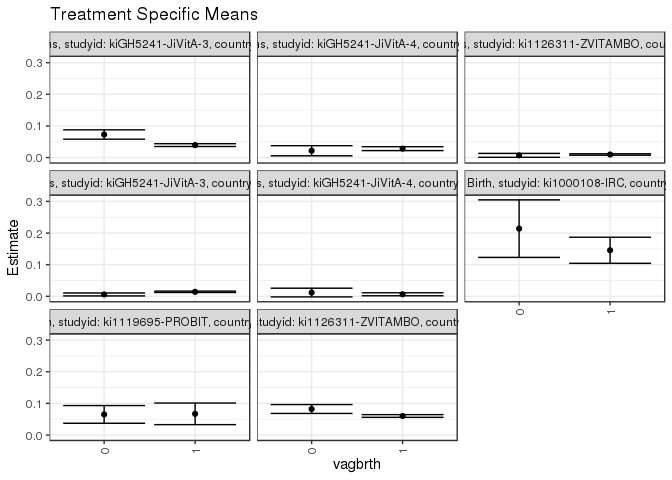 Treatment Specific Means
s, studyid: kiGH5241-JiVitA-3, country
s, studyid: kiGH5241-JiVitA-4, country
s, studyid: ki1126311-ZVITAMBO, cou
0.3
0.2
0.1
0.0
s, studyid: kiGH5241-JiVitA-3, country
s, studyid: kiGH5241-JiVitA-4, country
Birth, studyid: ki1000108-IRC, country
0.3
0.2
0.1
0.0
Estimate
0
1
studyid: ki1119695-PROBIT, country
tudyid: ki1126311-ZVITAMBO, country
0.3
0.2
0.1
0.0
0
1
0
1
vagbrth